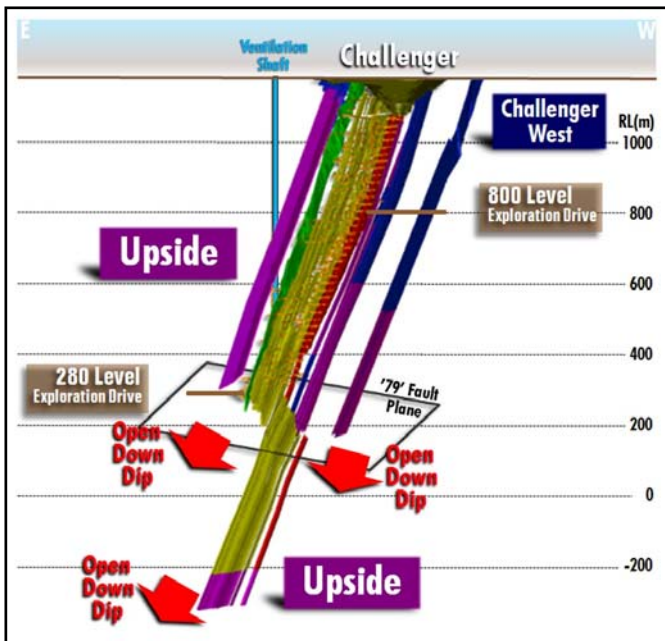 E
W
Ventilation
Shaft
Challenger
Challenger
West
RL(m)
1000
800 Level
Exploration Drive
800
Upside
600
400
280 Level
Exploration Drive
'79' Fault
Plane
200
Open
Down
Dip
Open
Down
Dip
0
-200
Open
Down
Dip
Upside